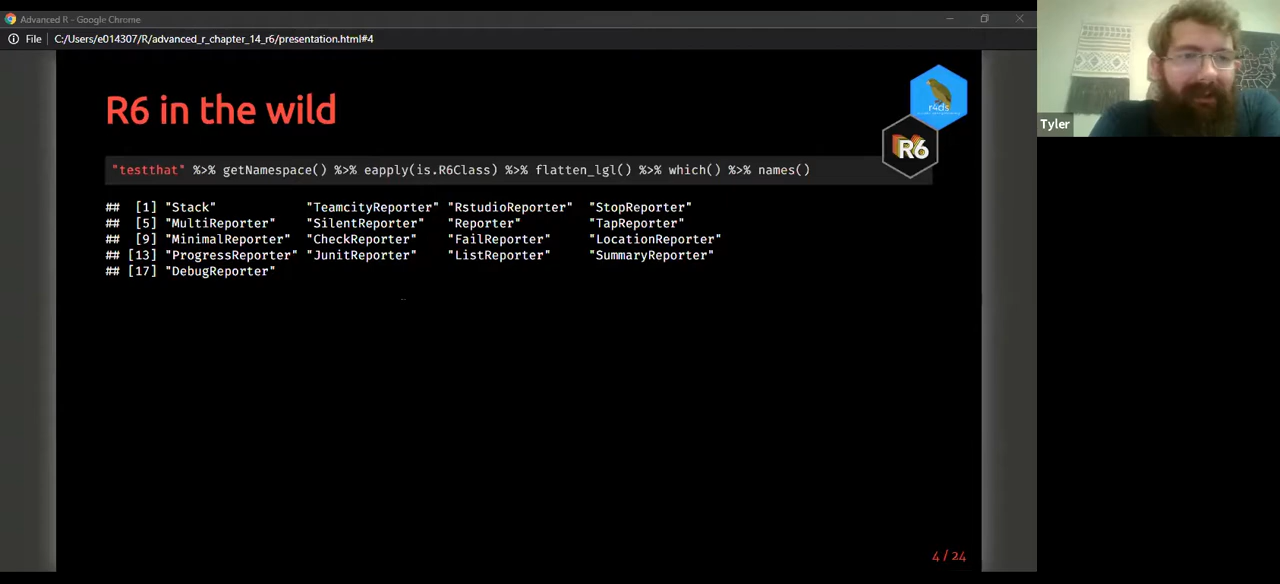 Advanced R - Google Chrome
File C:/Users/e014307/R/advanced_r_chapter_14_r6/presentation.html#4
R6 in the wild
r4ds
R6
Tyler
"testthat" %>% getNamespace() %>% eapply(is.R6Class) %>% flatten_lgl() %>% which() %>% names()
## [1] "Stack" "TeamcityReporter" "RstudioReporter" "StopReporter"
## [5] "MultiReporter" "SilentReporter" "Reporter" "TapReporter"
## [9] "MinimalReporter" "CheckReporter" "FailReporter" "LocationReporter"
## [13] "ProgressReporter" "JunitReporter" "ListReporter" "SummaryReporter"
## [17] "DebugReporter"
4 / 24